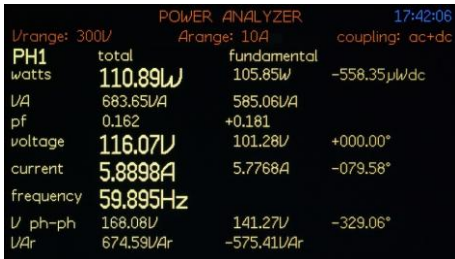 POWER ANALYZER 17:42:06
Vrange: 300V Arange: 10A coupling: ac+dc
PH1 total fundamental
watts 110.89W 105.85W -558.35µWdc
VA 683.65VA 585.06VA
pf 0.162 +0.181
voltage 116.07V 101.28V +000.00°
current 5.8898A 5.7768A -079.58°
frequency 59.895Hz
V ph-ph 168.08V 141.27V -329.06°
VAr 674.59VAr -575.41VAr